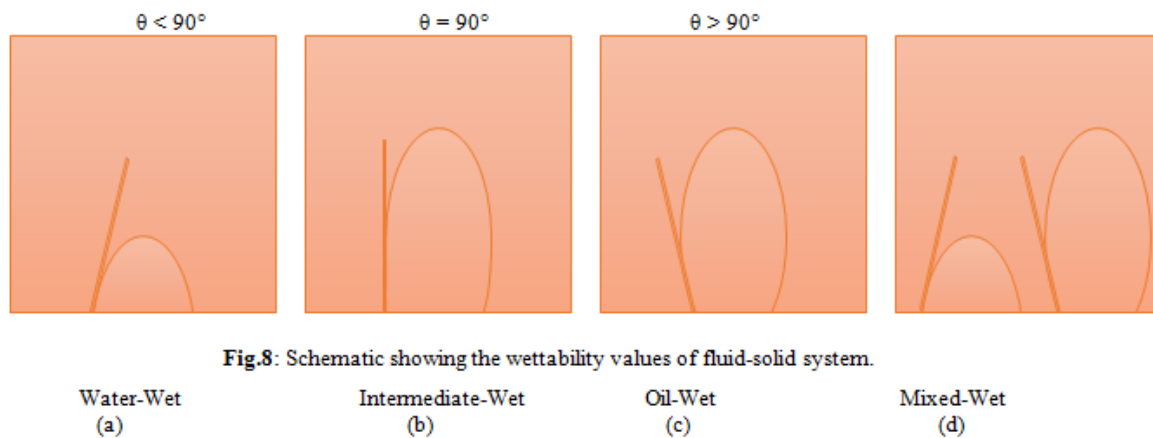 θ < 90° θ = 90° θ > 90°
Fig.8: Schematic showing the wettability values of fluid-solid system.
Water-Wet Intermediate-Wet Oil-Wet Mixed-Wet
(a) (b) (c) (d)